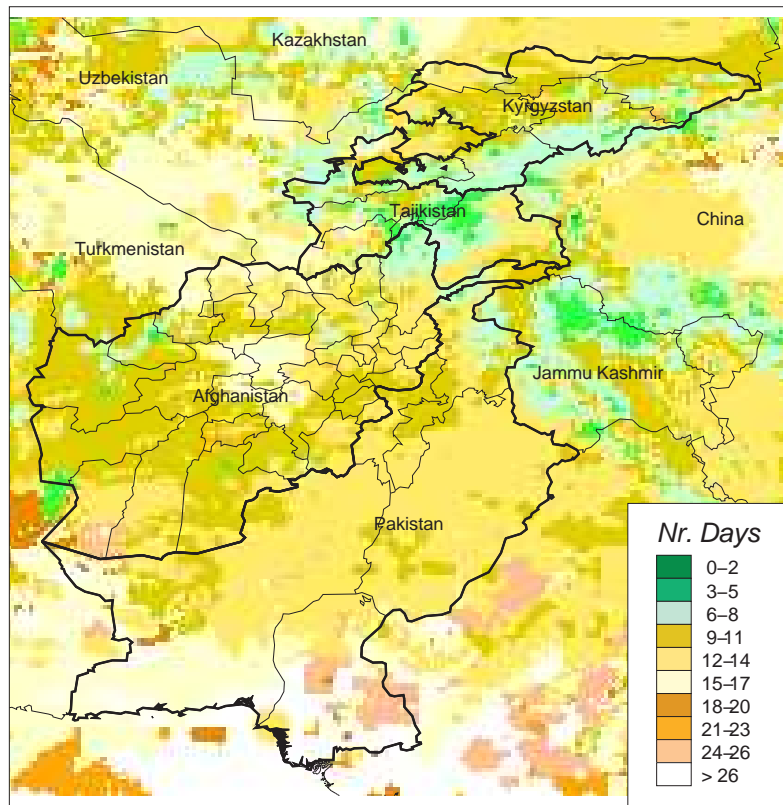 Kazakhstan
Uzbekistan
Kyrgyzstan
Tajikistan
China
Turkmenistan
Jammu Kashmir
Afghanistan
Pakistan
Nr. Days
0–2
3–5
6–8
9–11
12–14
15–17
18–20
21–23
24–26
> 26